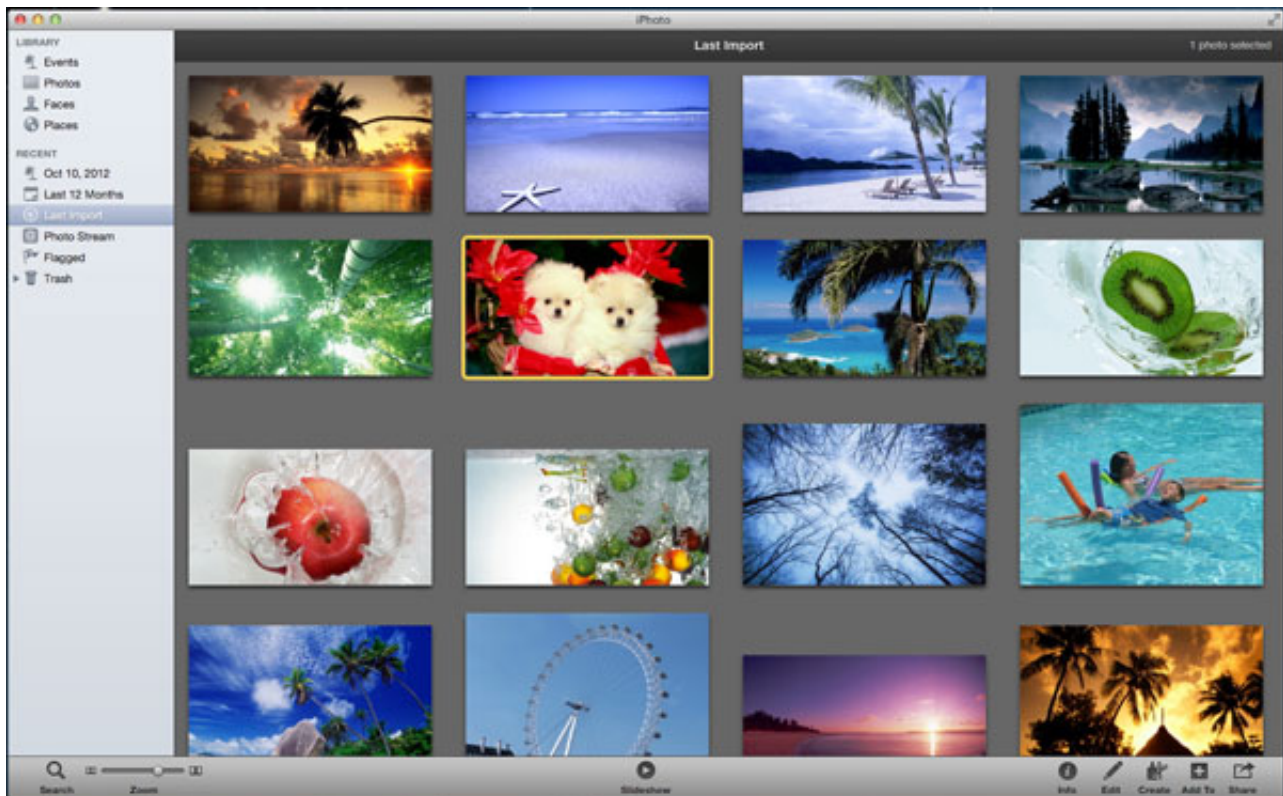 iPhoto
Last Import
1 photo selected
LIBRARY
Events
Photos
Faces
Places
RECENT
Oct 10, 2012
Last 12 Months
Last Import
Photo Stream
Flagged
Trash
Search
Zoom
Slideshow
Info
Edit
Create
Add To
Share